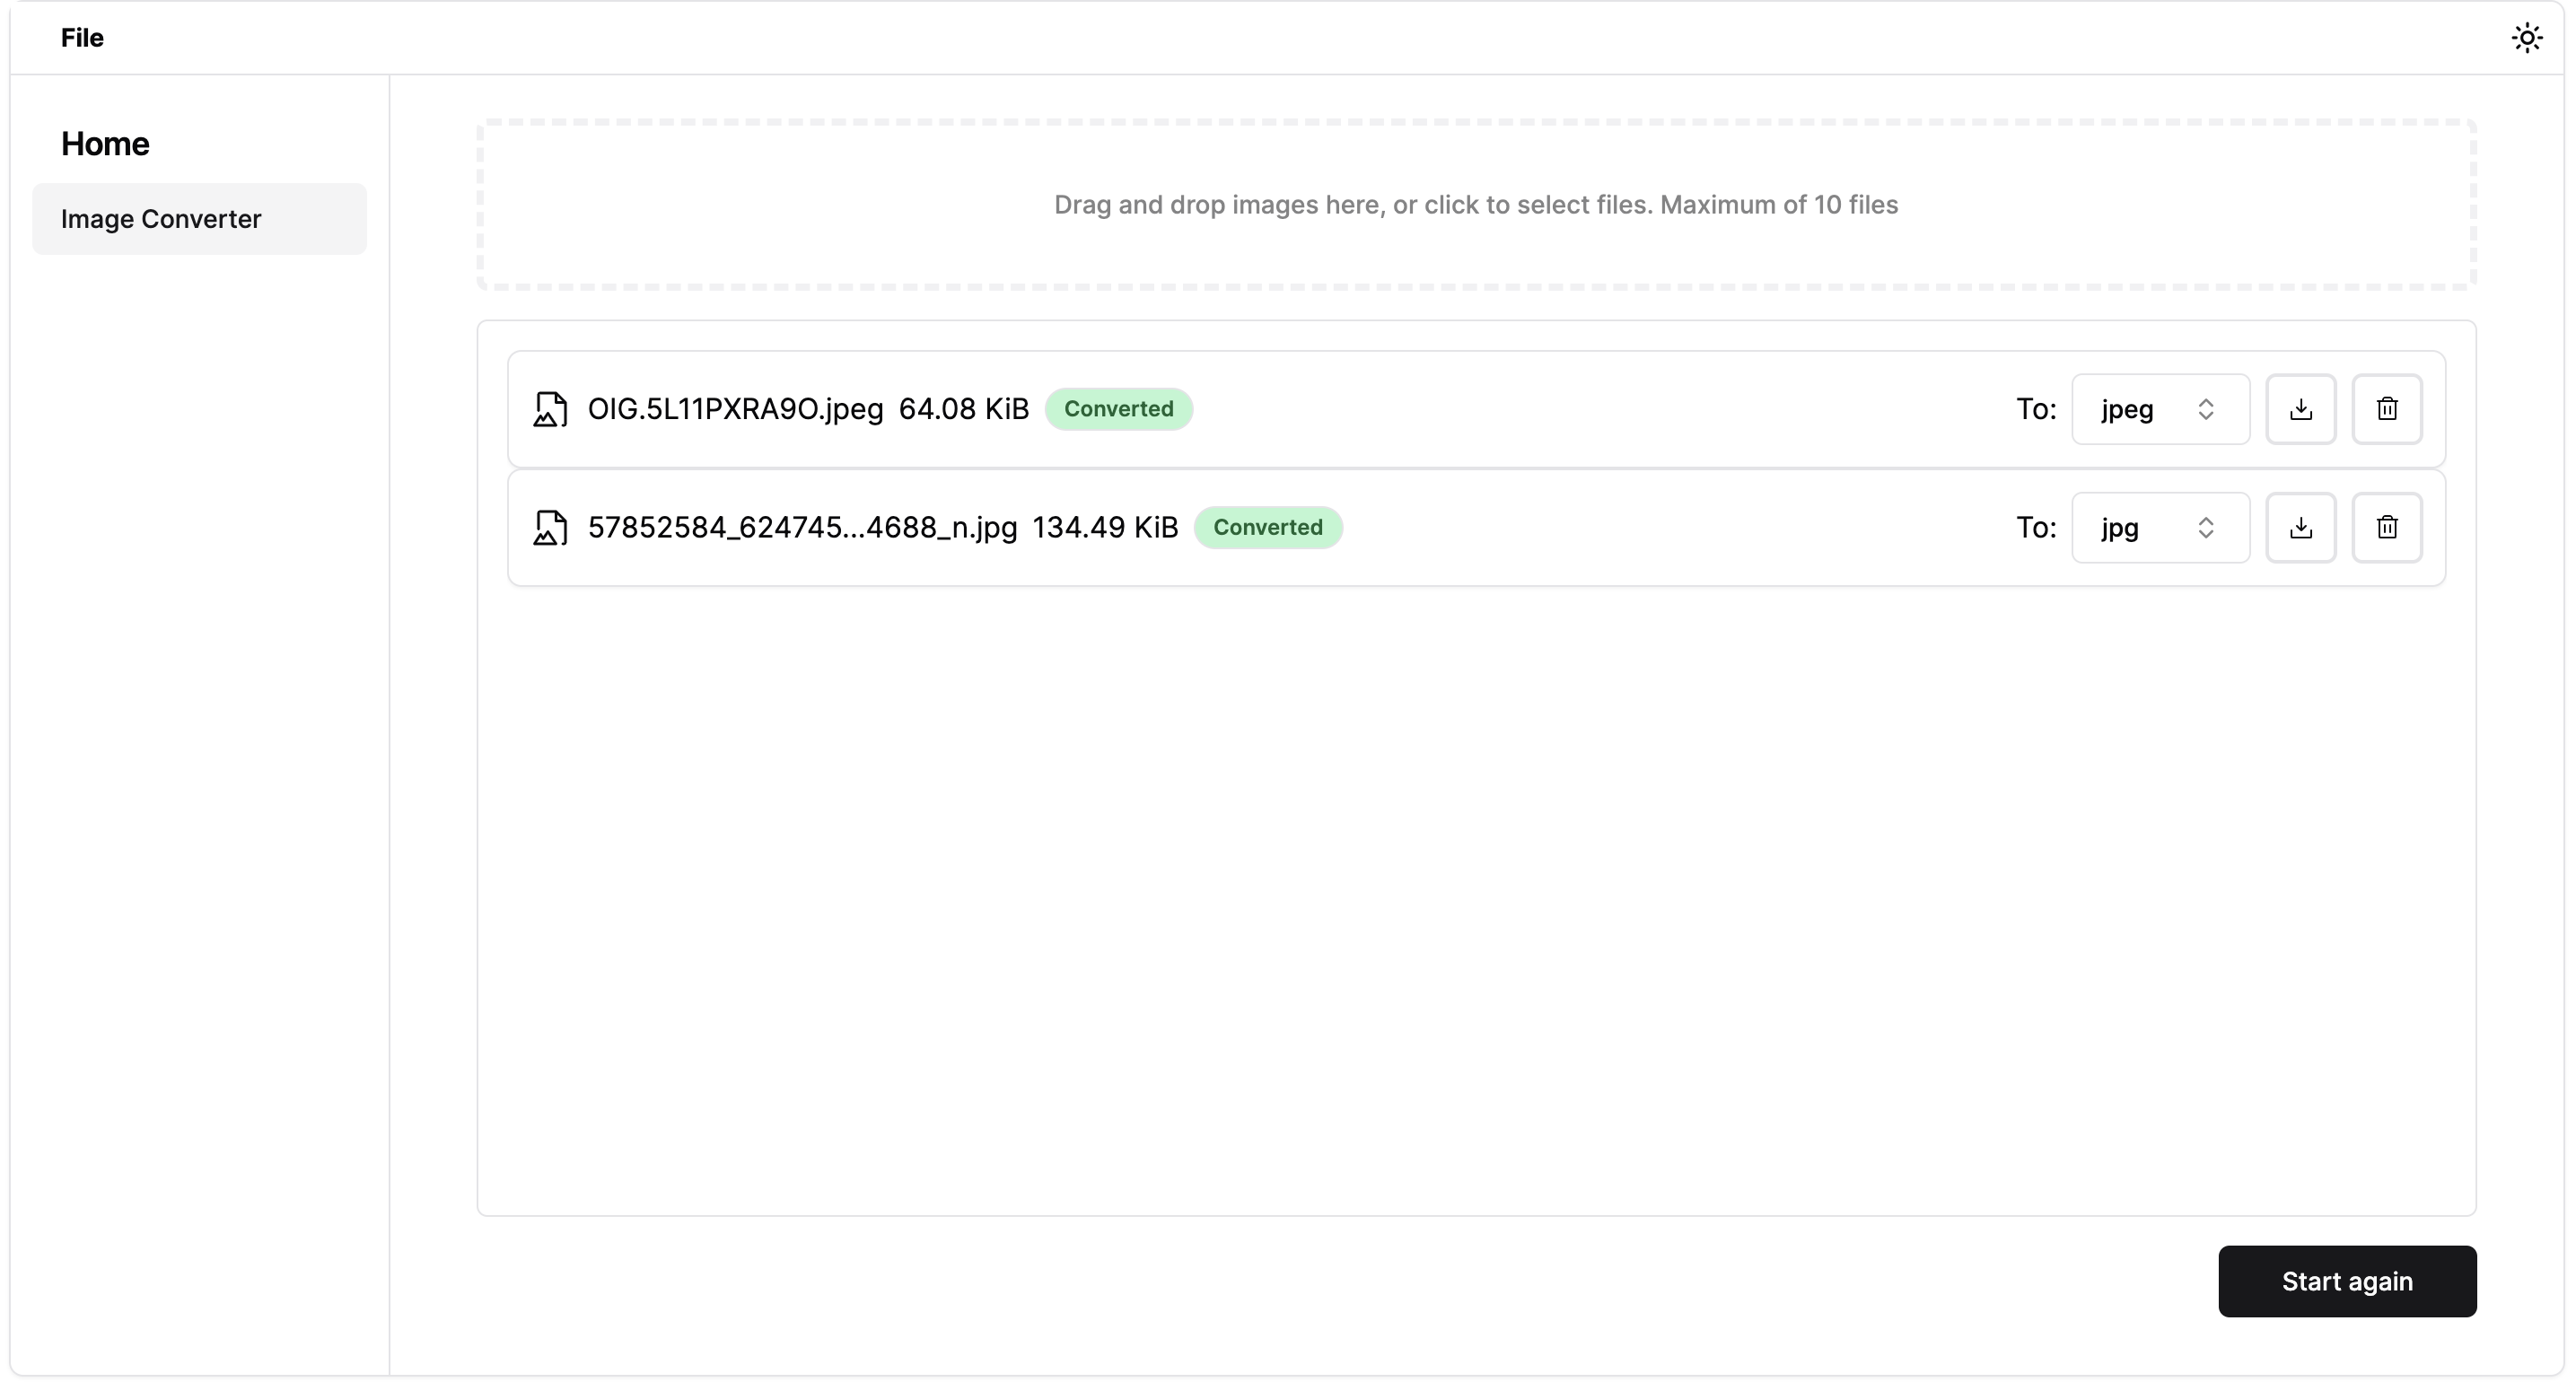 File
Home
Image Converter
Drag and drop images here, or click to select files. Maximum of 10 files
OIG.5L11PXRA9O.jpeg 64.08 KiB Converted To: jpeg
57852584_624745...4688_n.jpg 134.49 KiB Converted To: jpg
Start again